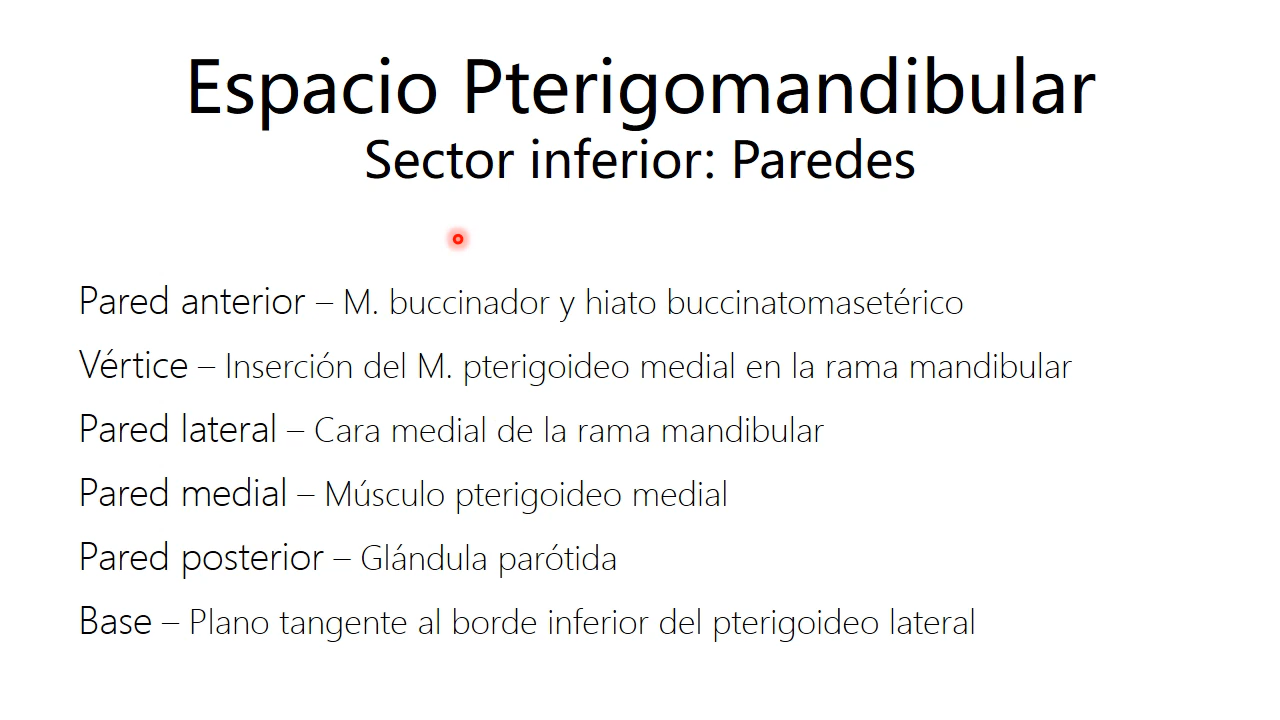 Espacio Pterigomandibular
Sector inferior: Paredes
Pared anterior – M. buccinador y hiato buccinatomasetérico
Vértice – Inserción del M. pterigoideo medial en la rama mandibular
Pared lateral – Cara medial de la rama mandibular
Pared medial – Músculo pterigoideo medial
Pared posterior – Glándula parótida
Base – Plano tangente al borde inferior del pterigoideo lateral